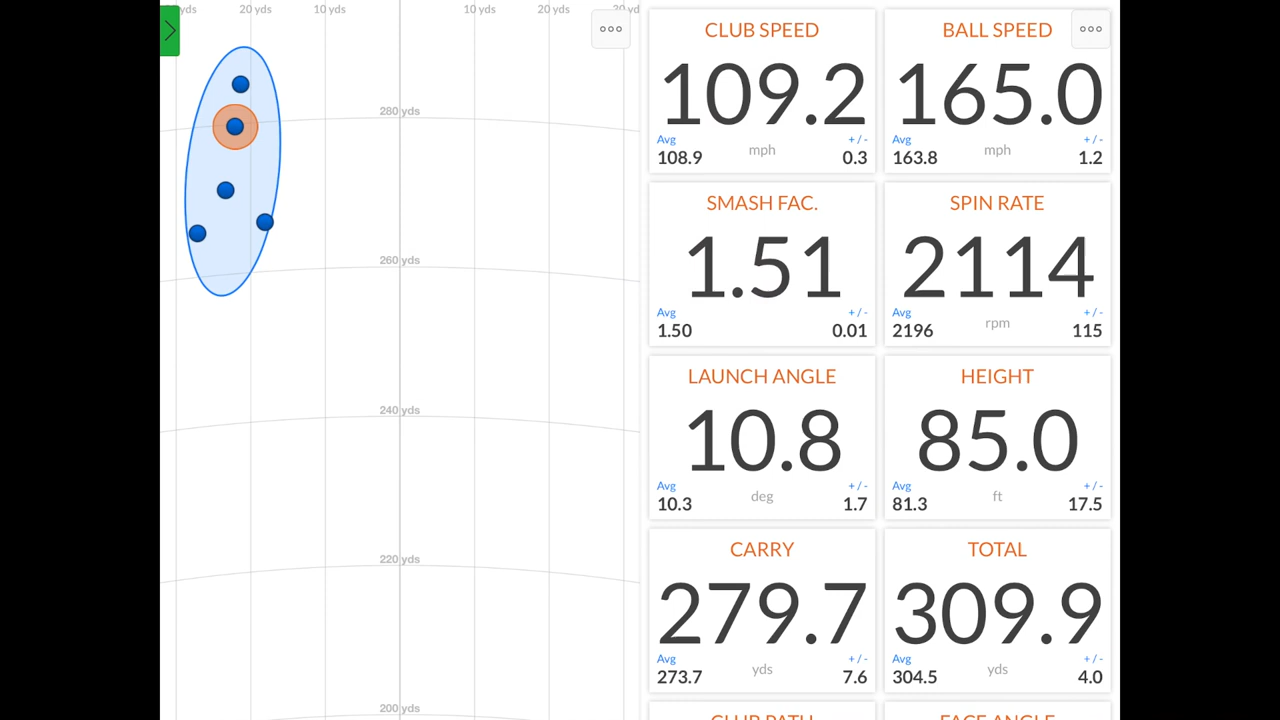 20 yds
10 yds
10 yds
20 yds
280 yds
260 yds
240 yds
220 yds
200 yds
CLUB SPEED
109.2
Avg
mph
+ / -
108.9
0.3
BALL SPEED
165.0
Avg
mph
+ / -
163.8
1.2
SMASH FAC.
1.51
Avg
+ / -
1.50
0.01
SPIN RATE
2114
Avg
rpm
+ / -
2196
115
LAUNCH ANGLE
10.8
Avg
deg
+ / -
10.3
1.7
HEIGHT
85.0
Avg
ft
+ / -
81.3
17.5
CARRY
279.7
Avg
yds
+ / -
273.7
7.6
TOTAL
309.9
Avg
yds
+ / -
304.5
4.0
CLUB PATH
FACE ANGLE